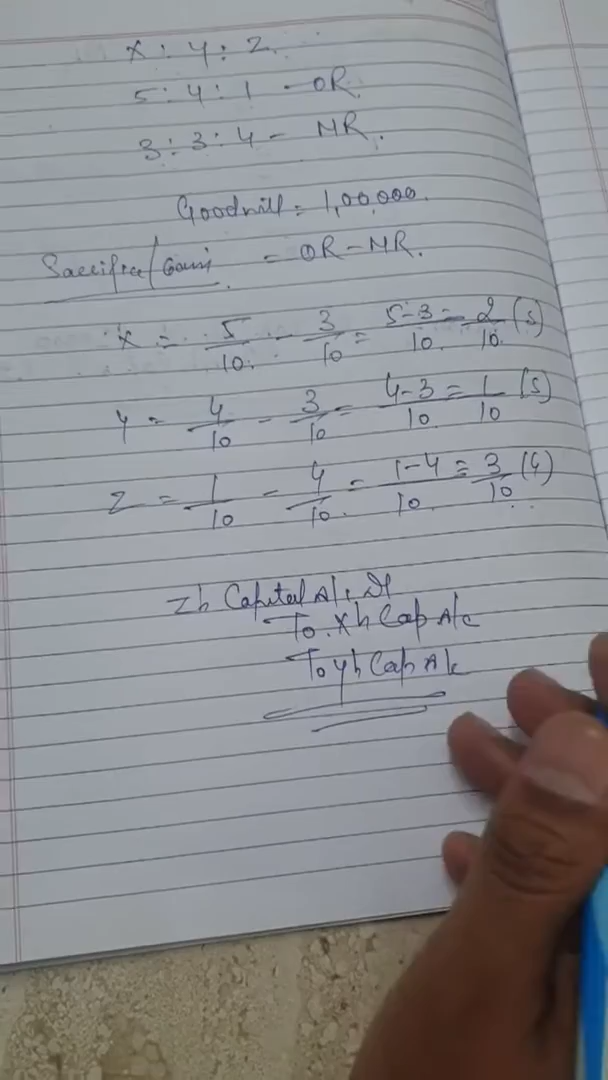 X : Y : Z
5 : 4 : 1 - OR
3 : 3 : 4 - NR.
Goodwill = 1,00,000.
Sacrifice/Gain = OR - NR.
X = 5/10 - 3/10 = 5-3/10 = 2/10 (S)
Y = 4/10 - 3/10 = 4-3/10 = 1/10 (S)
Z = 1/10 - 4/10 = 1-4/10 = 3/10 (G)
Capital A/c Dr
To X's Cap A/c
To Y's Cap A/c